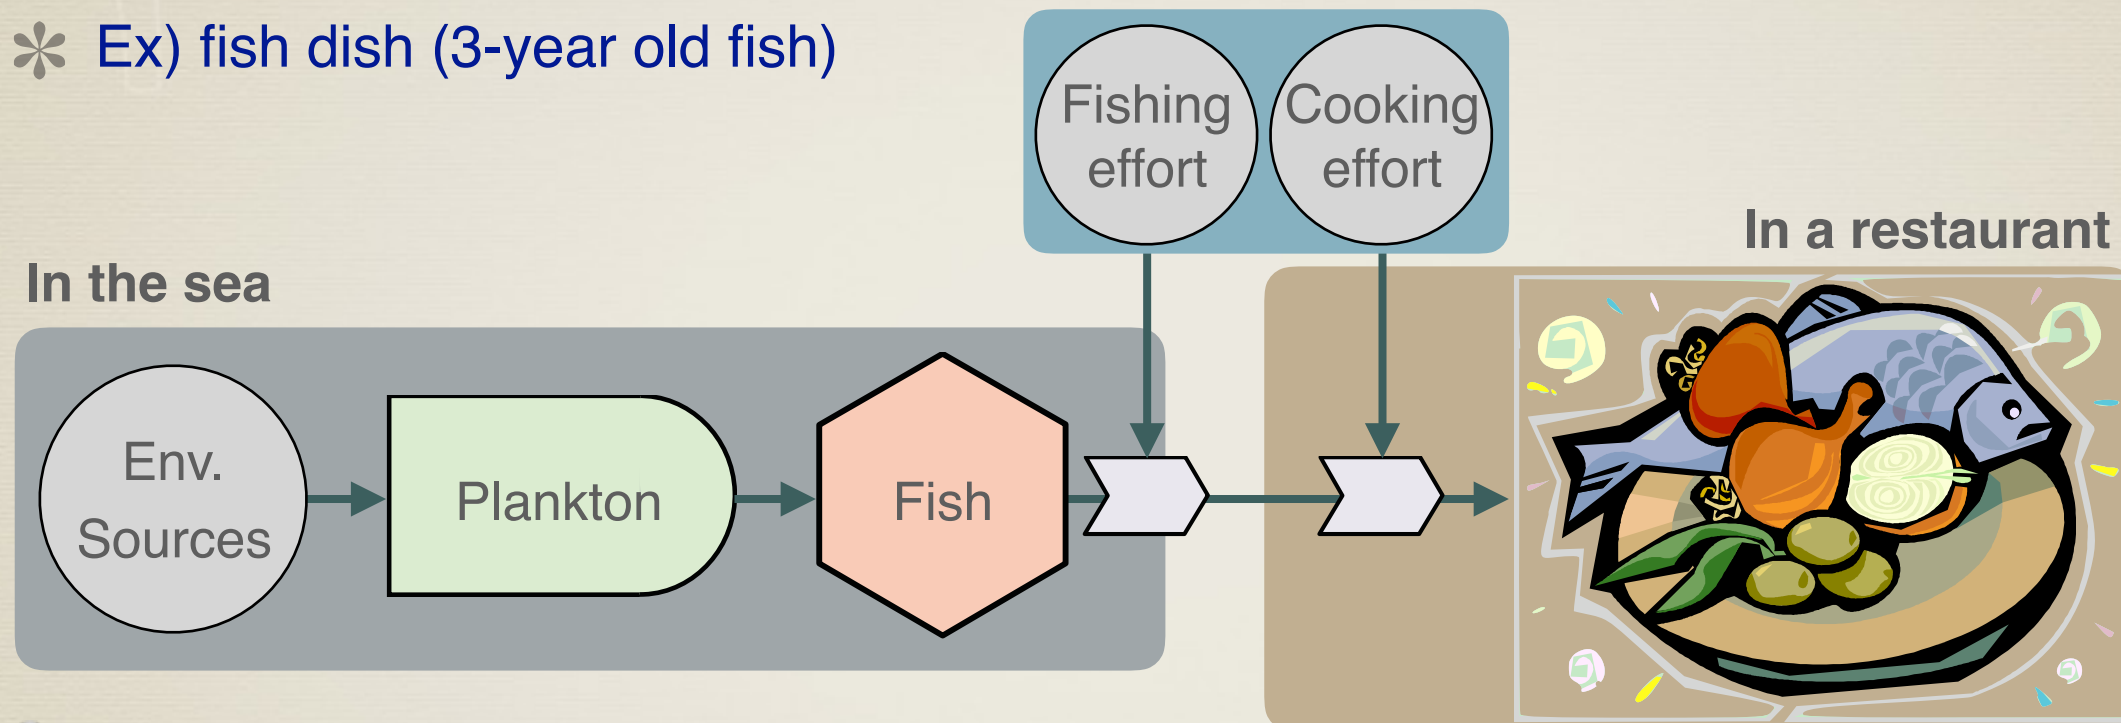 Ex) fish dish (3-year old fish)
Fishing
effort
Cooking
effort
In a restaurant
In the sea
Env.
Sources
Plankton
Fish